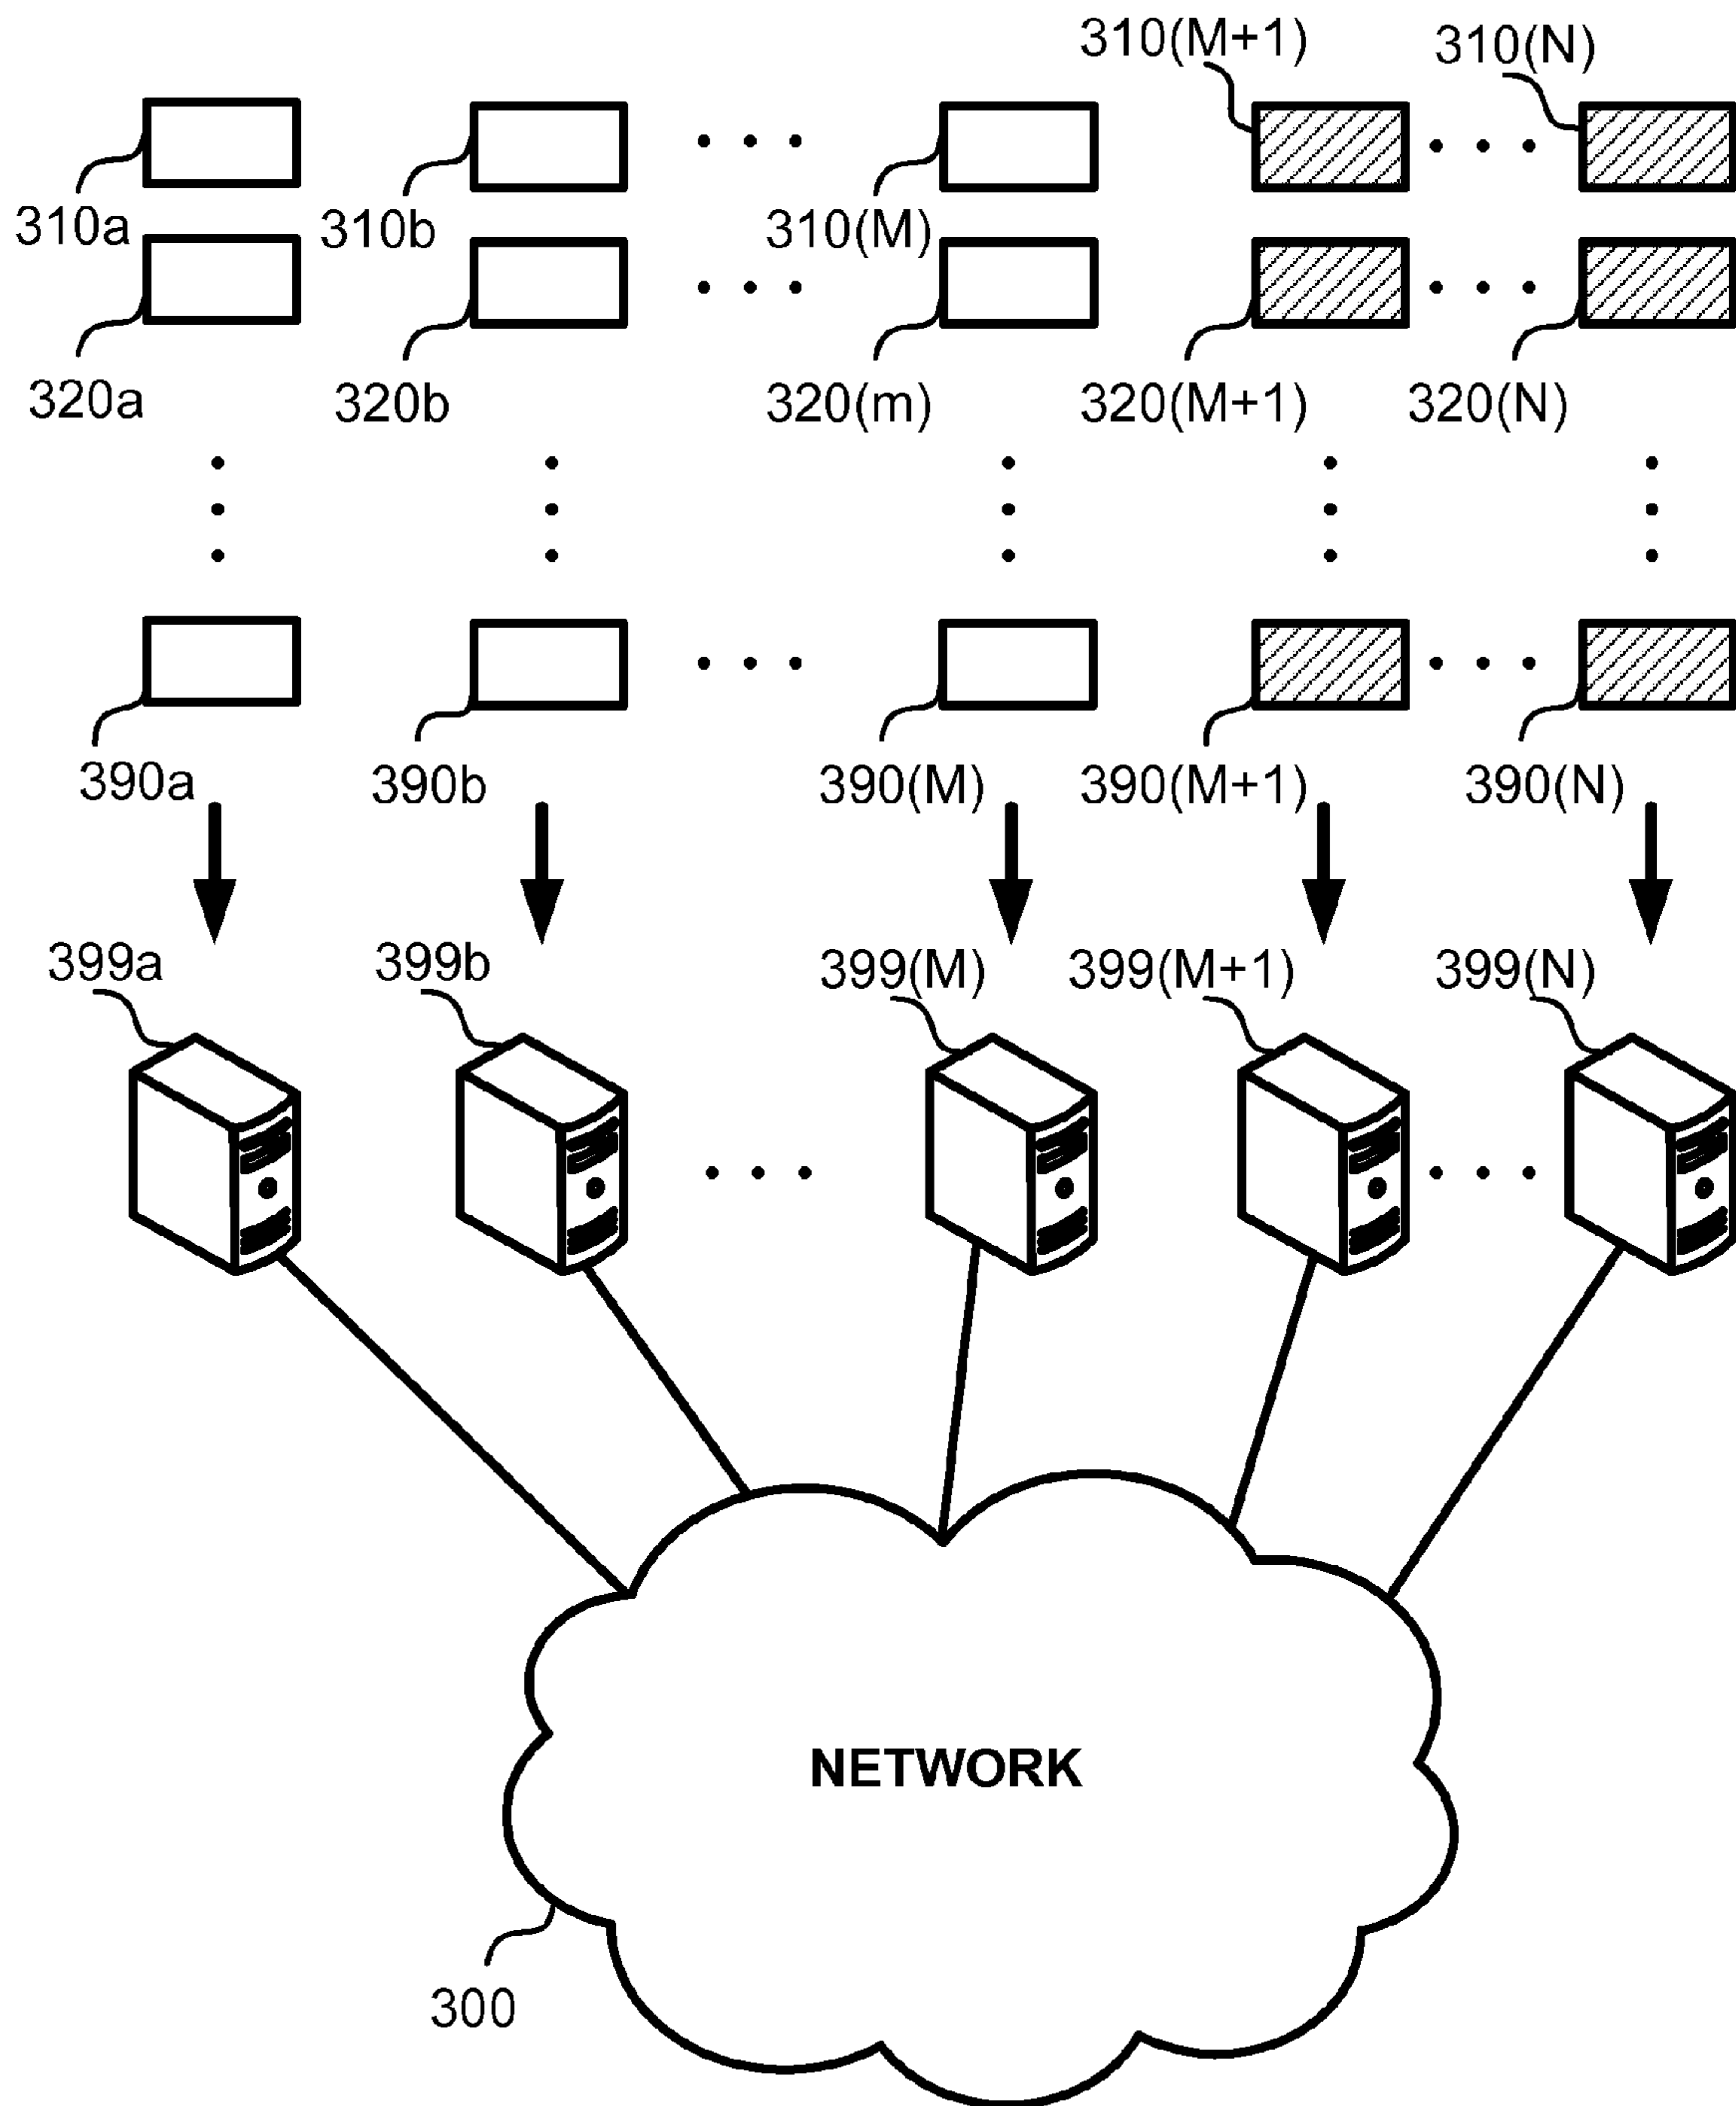 310(M+1) 310(N)
310a 310b 310(M)
320a 320b 320(m) 320(M+1) 320(N)
390a 390b 390(M) 390(M+1) 390(N)
399a 399b 399(M) 399(M+1) 399(N)
NETWORK
300